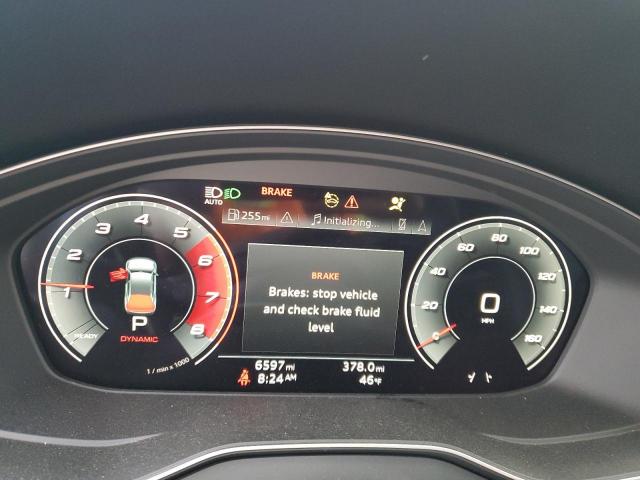 AUTO
BRAKE
255mi
Initializing...
1 2 3 4 5 6 7 8
READY
P
DYNAMIC
1 / min x 1000
BRAKE
Brakes: stop vehicle
and check brake fluid
level
0 20 40 60 80 100 120 140 160
0
MPH
6597mi 378.0mi
8:24AM 46°F